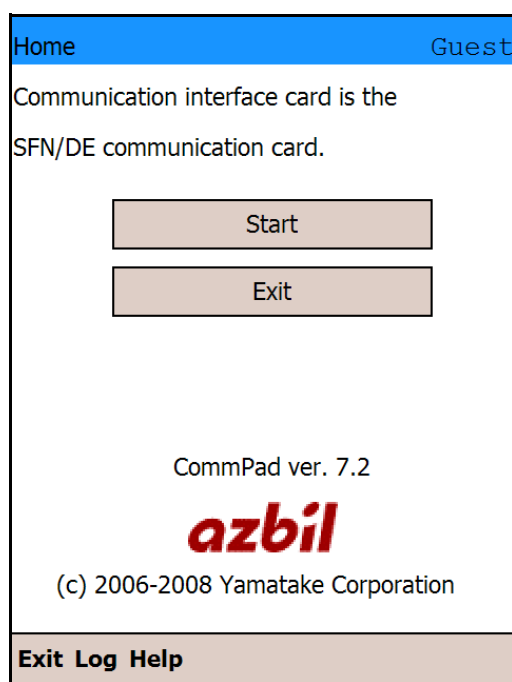 Home Guest
Communication interface card is the
SFN/DE communication card.
Start
Exit
CommPad ver. 7.2
azbil
(c) 2006-2008 Yamatake Corporation
Exit Log Help